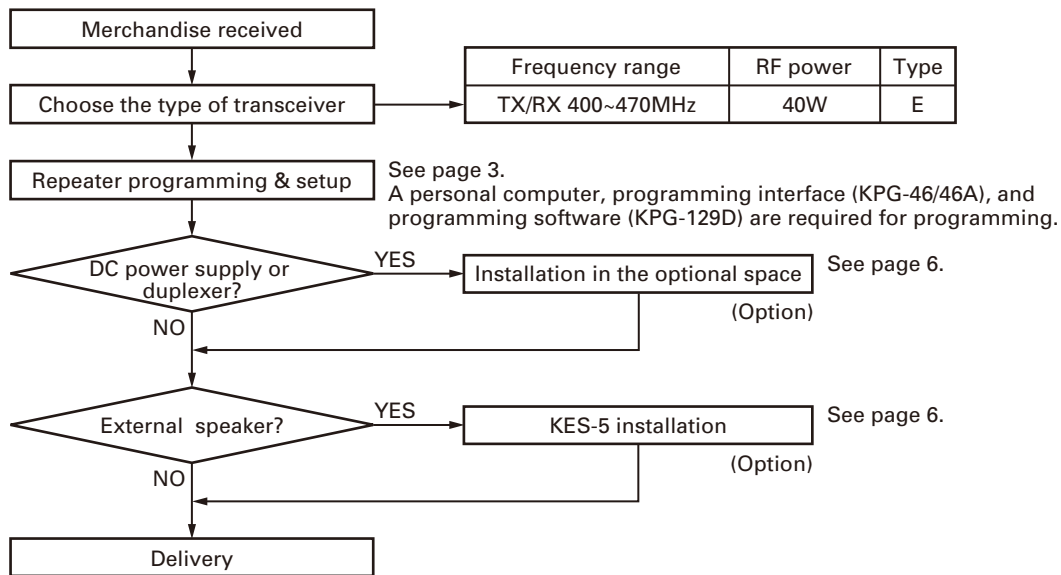 Merchandise received
Choose the type of transceiver
Frequency range RF power Type
TX/RX 400~470MHz 40W E
Repeater programming & setup
See page 3.
A personal computer, programming interface (KPG-46/46A), and
programming software (KPG-129D) are required for programming.
DC power supply or
duplexer?
YES
Installation in the optional space
See page 6.
(Option)
NO
External speaker?
YES
KES-5 installation
See page 6.
(Option)
NO
Delivery